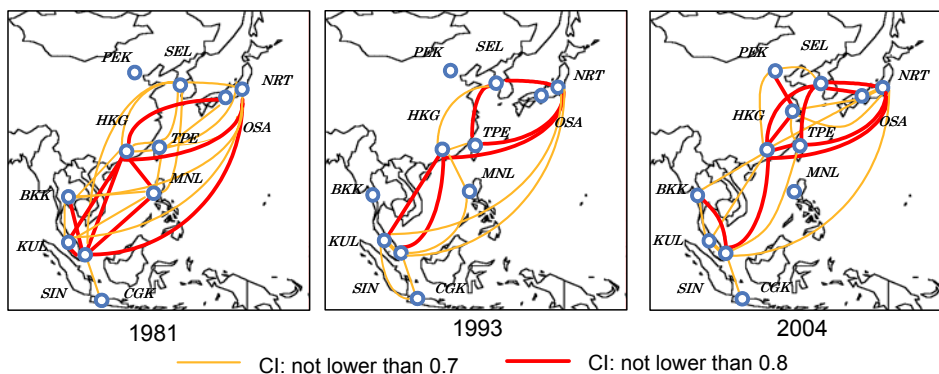 PEK
SEL
NRT
HKG
OSA
TPE
MNL
BKK
KUL
SIN
CGK
1981
PEK
SEL
NRT
HKG
OSA
TPE
MNL
BKK
KUL
SIN
CGK
1993
PEK
SEL
NRT
HKG
OSA
TPE
MNL
BKK
KUL
SIN
CGK
2004
CI: not lower than 0.7
CI: not lower than 0.8